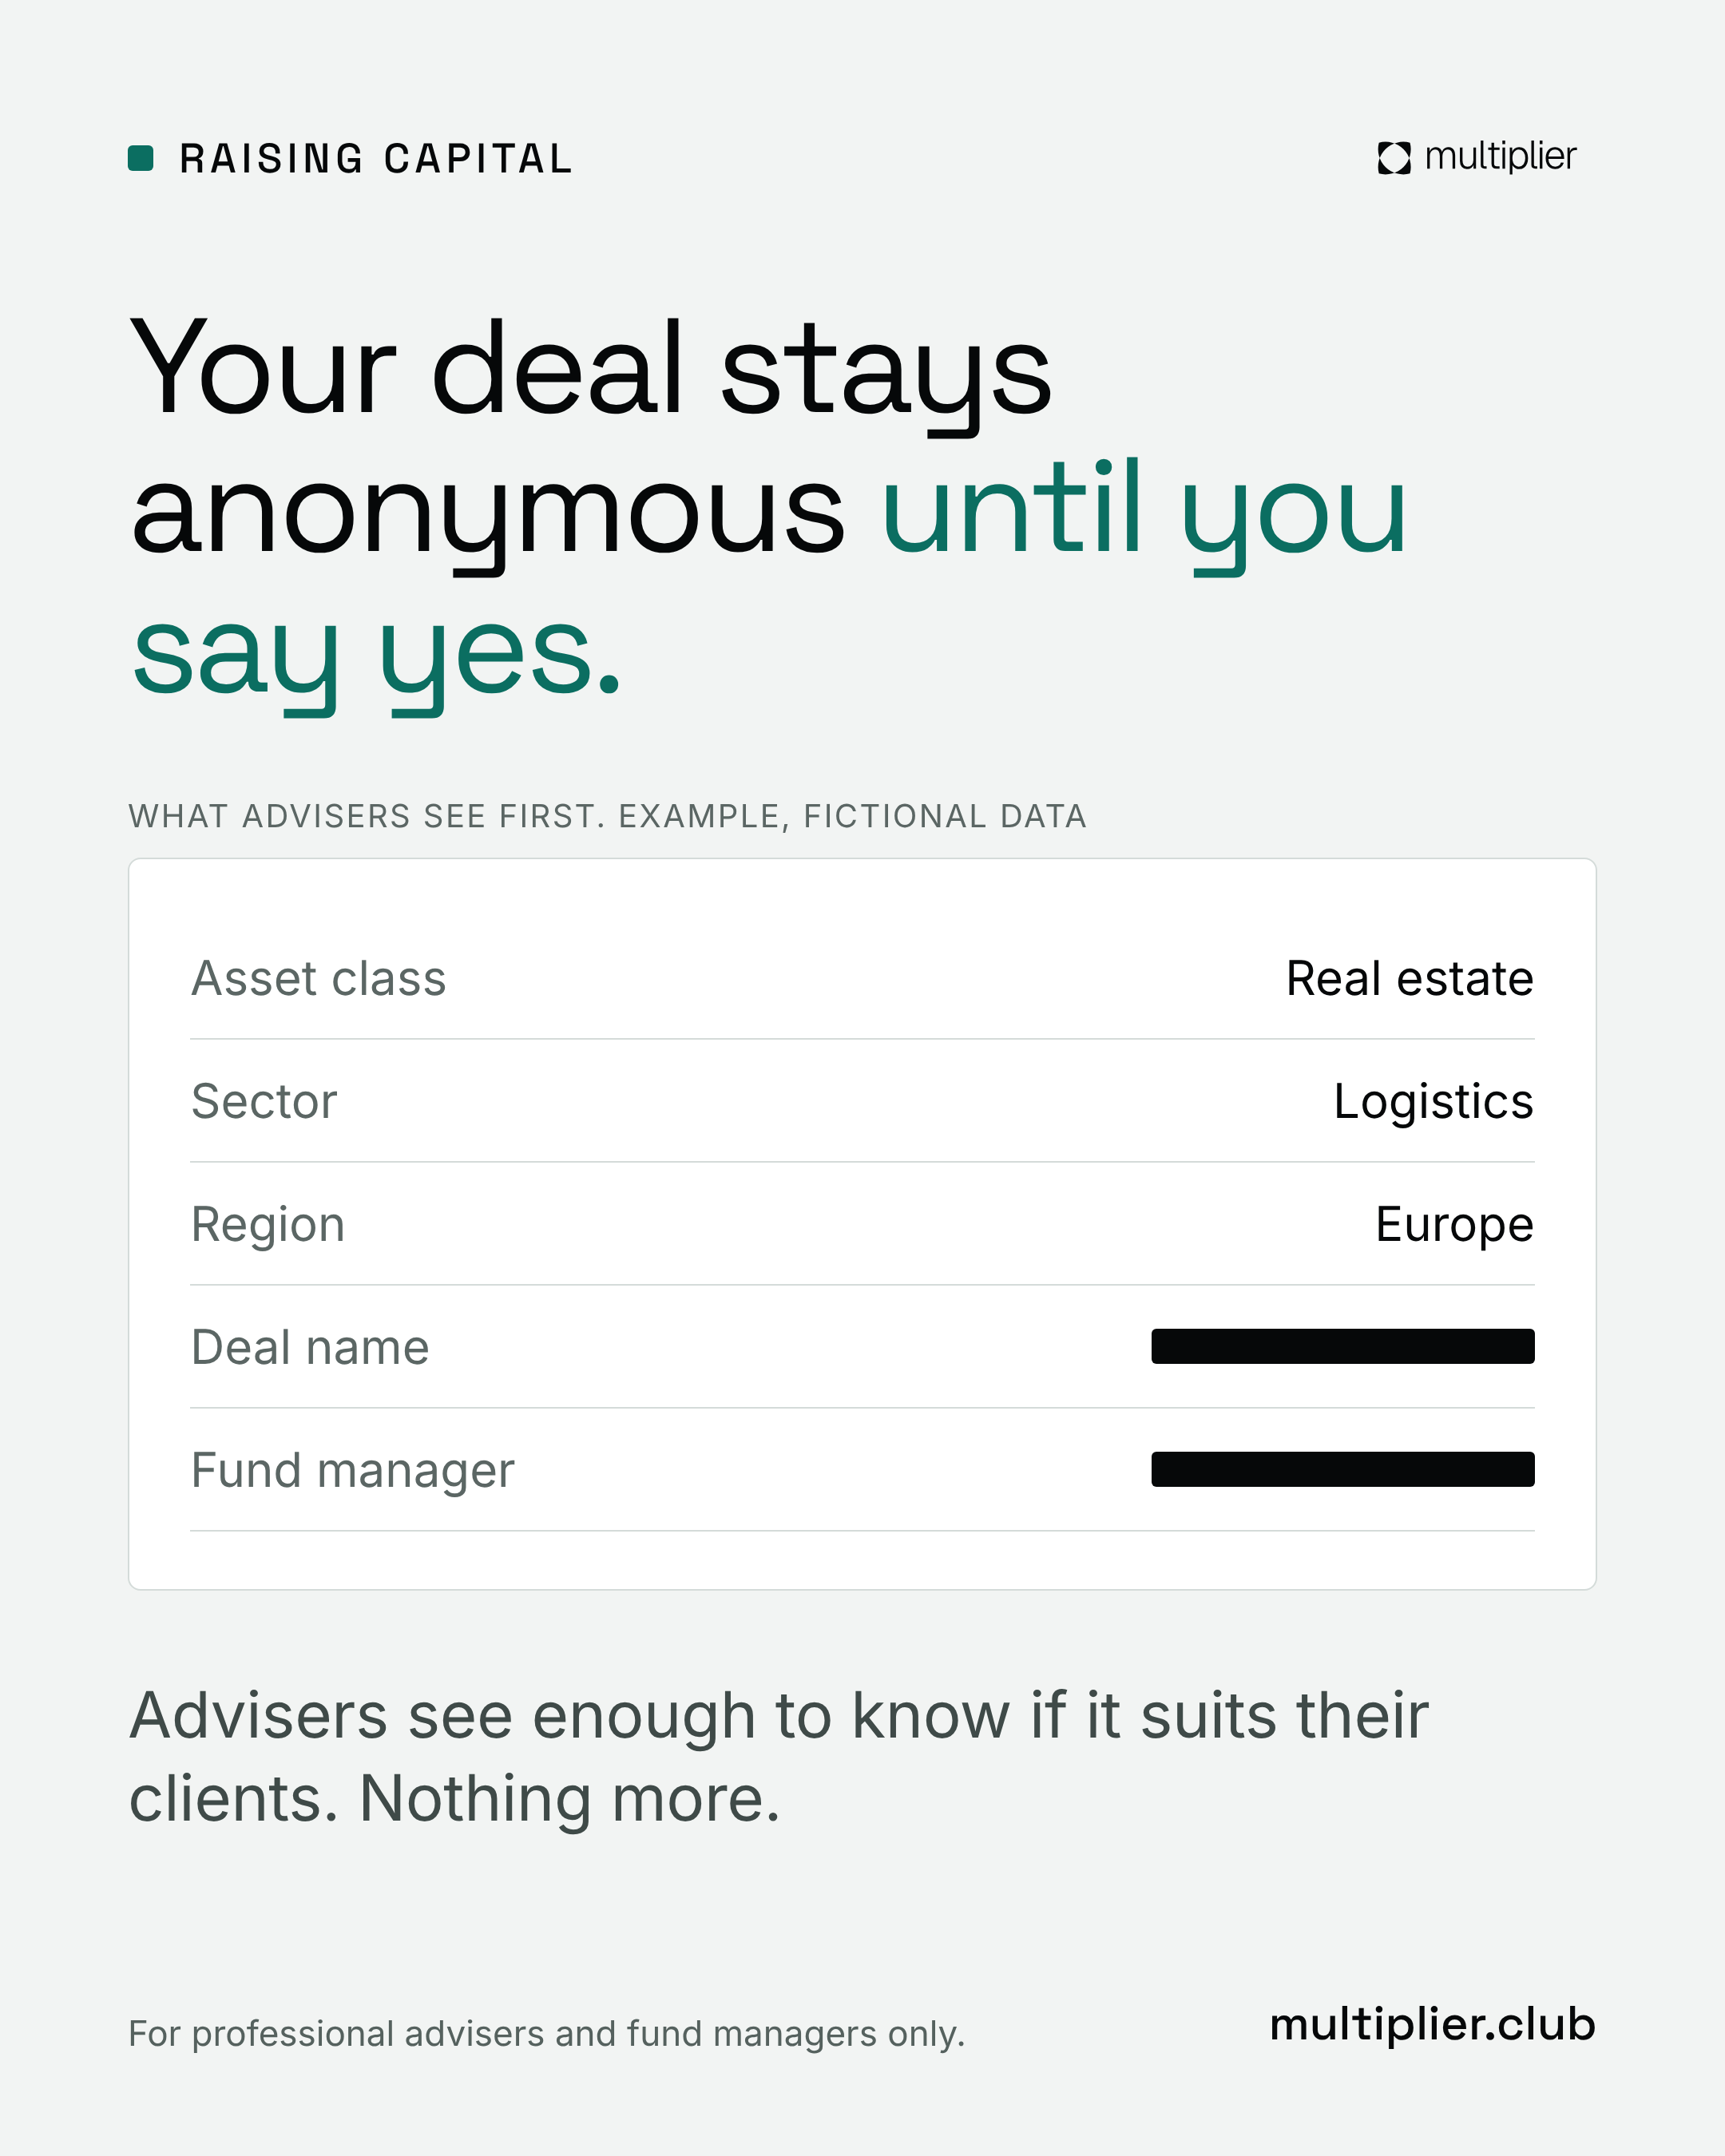 RAISING CAPITAL
multiplier
Your deal stays
anonymous until you
say yes.
WHAT ADVISERS SEE FIRST. EXAMPLE, FICTIONAL DATA
Asset class Real estate
Sector Logistics
Region Europe
Deal name
Fund manager
Advisers see enough to know if it suits their
clients. Nothing more.
For professional advisers and fund managers only.
multiplier.club